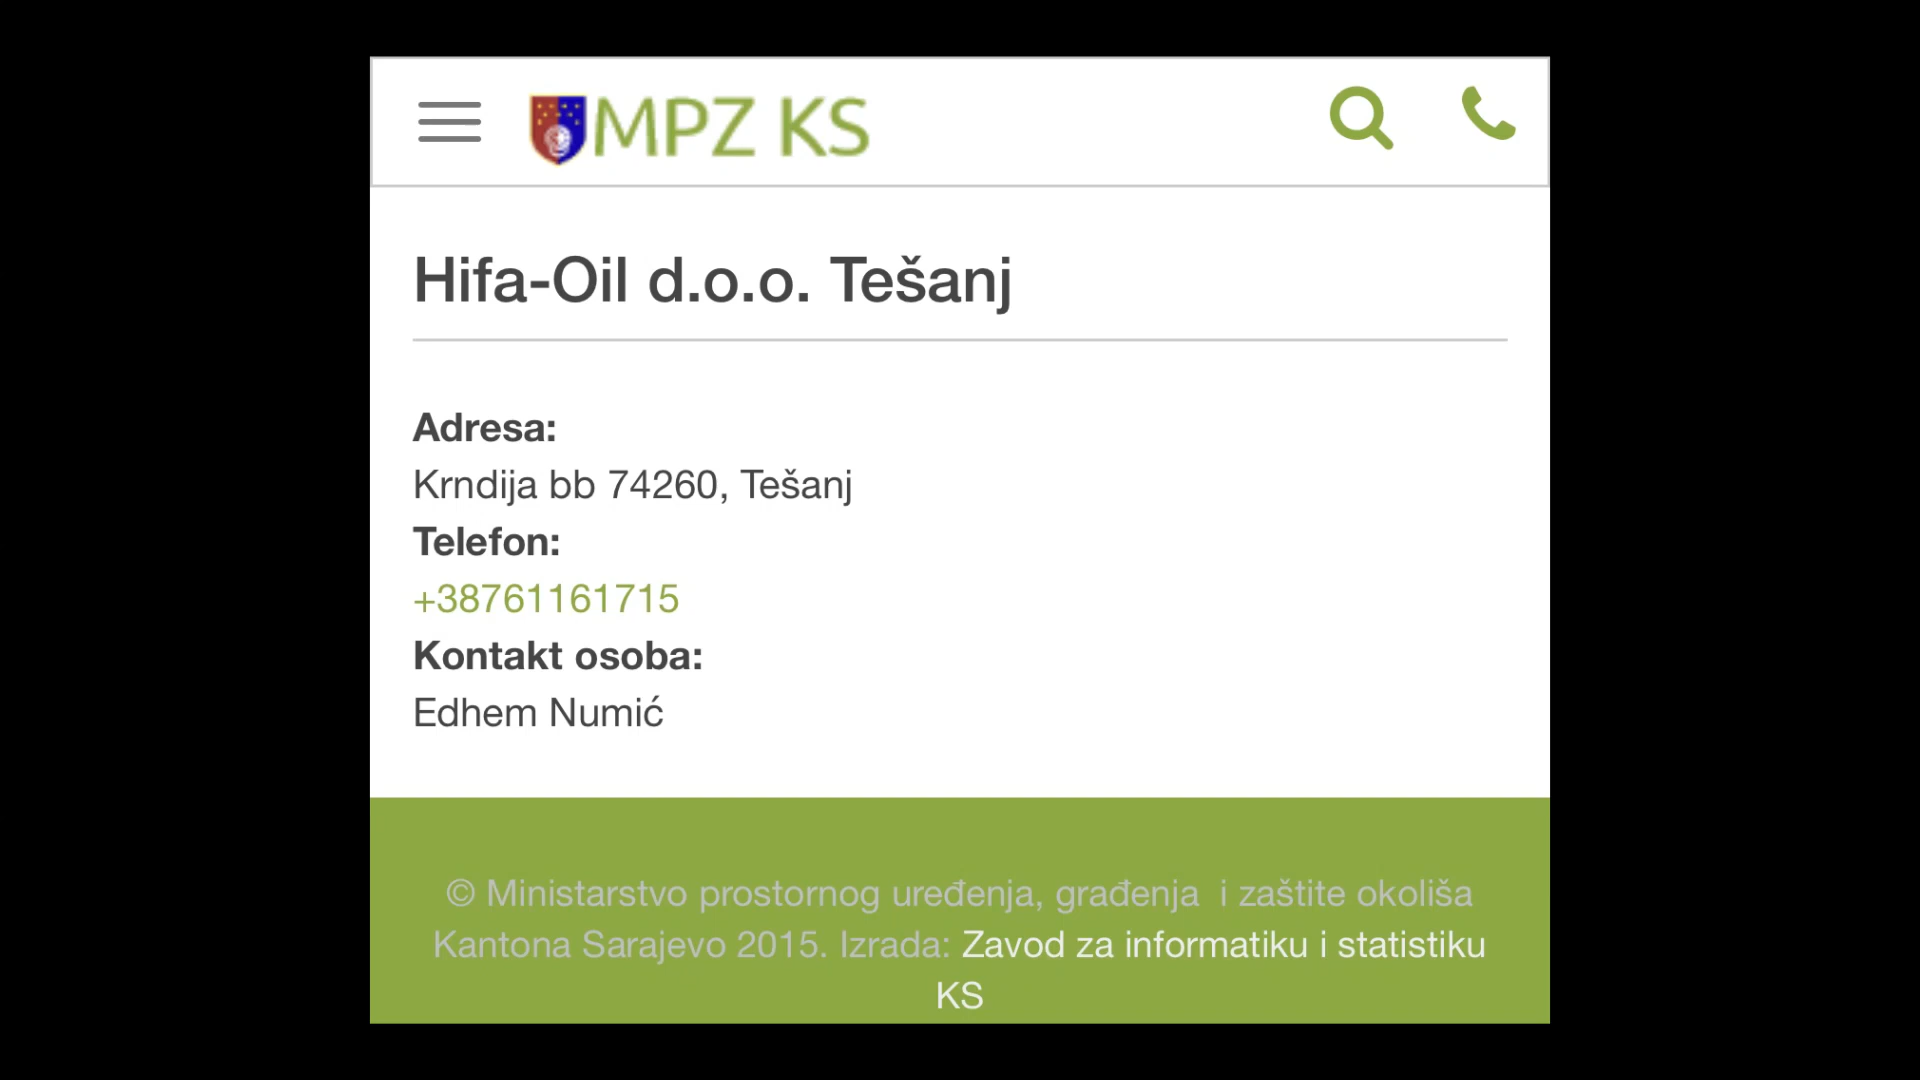 MPZ KS
Hifa-Oil d.o.o. Tešanj
Adresa:
Krndija bb 74260, Tešanj
Telefon:
+38761161715
Kontakt osoba:
Edhem Numić
© Ministarstvo prostornog uređenja, građenja  i zaštite okoliša
Kantona Sarajevo 2015. Izrada: Zavod za informatiku i statistiku
KS